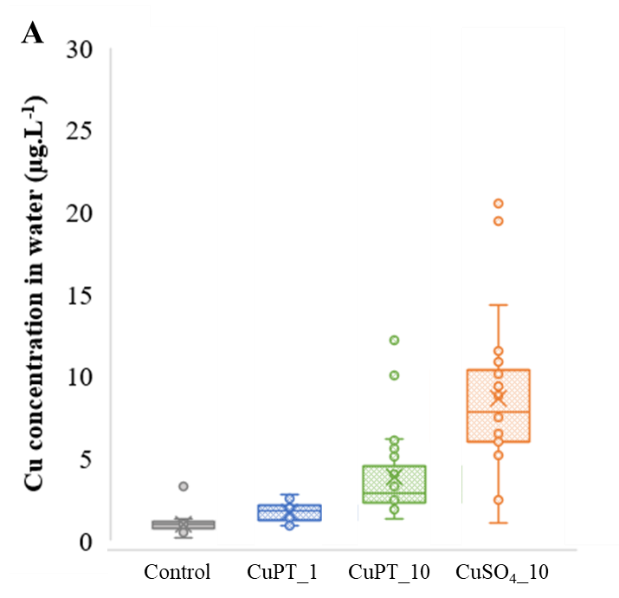 A
Cu concentration in water (µg.L⁻¹)
30
25
20
15
10
5
0
Control
CuPT_1
CuPT_10
CuSO₄_10